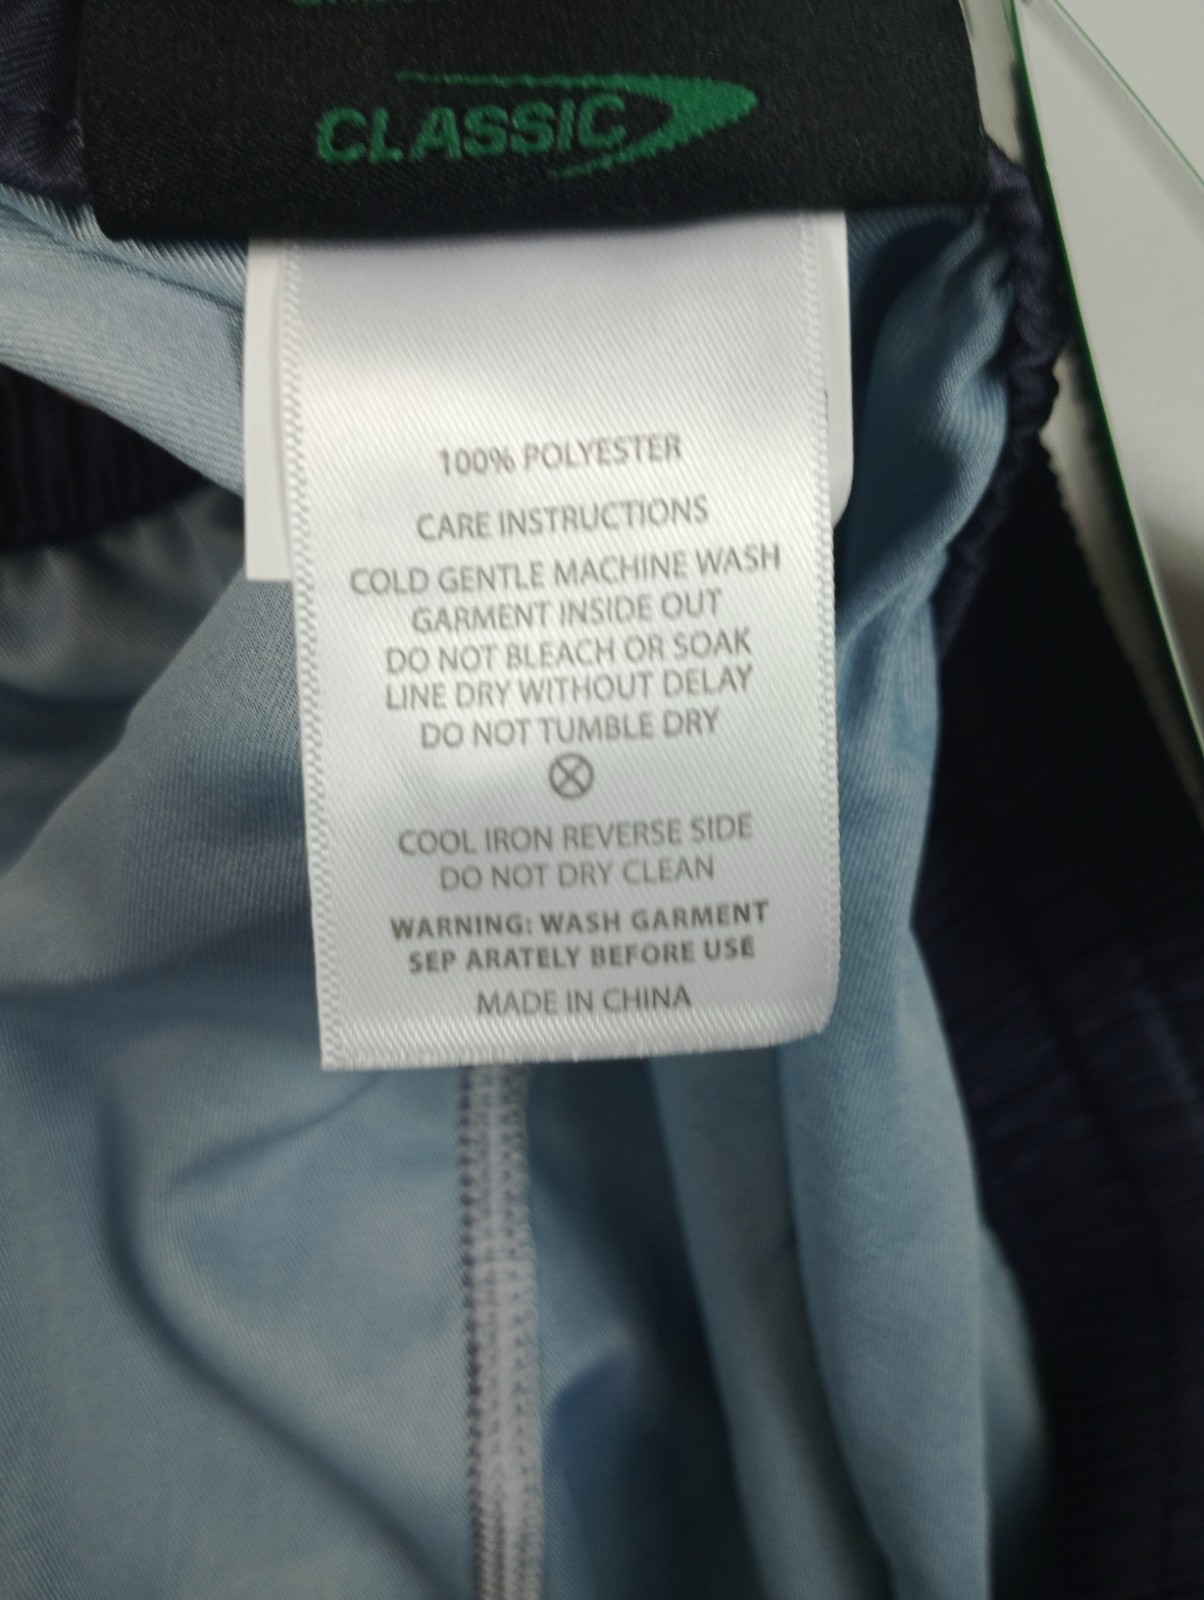 CLASSIC
100% POLYESTER
CARE INSTRUCTIONS
COLD GENTLE MACHINE WASH
GARMENT INSIDE OUT
DO NOT BLEACH OR SOAK
LINE DRY WITHOUT DELAY
DO NOT TUMBLE DRY
COOL IRON REVERSE SIDE
DO NOT DRY CLEAN
WARNING: WASH GARMENT
SEP ARATELY BEFORE USE
MADE IN CHINA